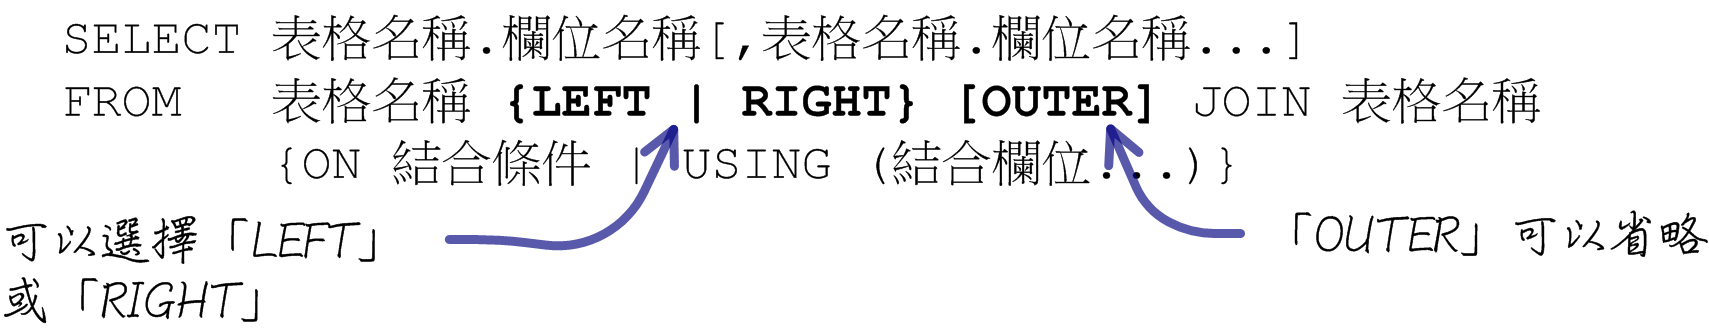 SELECT 表格名稱.欄位名稱[,表格名稱.欄位名稱...]
FROM 表格名稱 {LEFT | RIGHT} [OUTER] JOIN 表格名稱
{ON 結合條件 | USING (結合欄位...)}
可以選擇「LEFT」
或「RIGHT」
「OUTER」可以省略